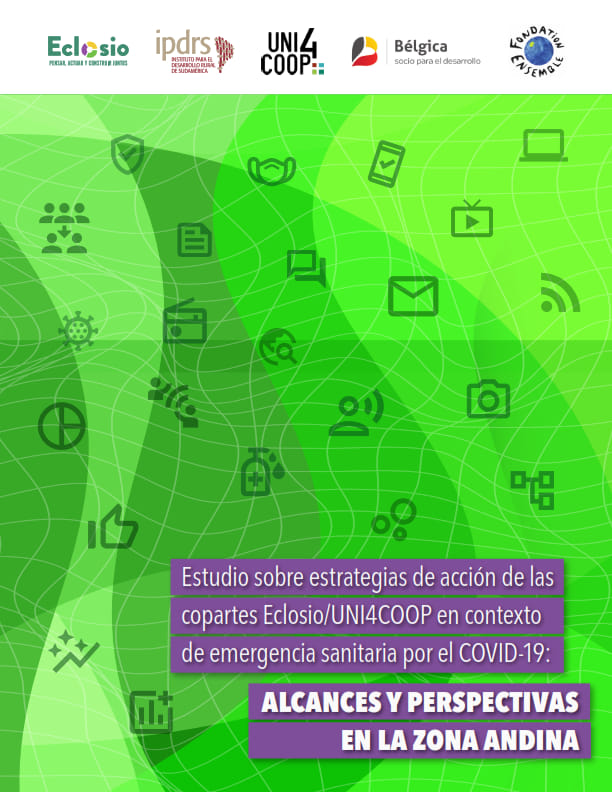 Eclosio
PENSAR, ACTUAR Y CONSTRUIR JUNTOS
ipdrs
INSTITUTO PARA EL
DESARROLLO RURAL
DE SUDAMÉRICA
UNI4
COOP
Bélgica
socio para el desarrollo
FONDATION
ENSEMBLE
Estudio sobre estrategias de acción de las
copartes Eclosio/UNI4COOP en contexto
de emergencia sanitaria por el COVID-19:
ALCANCES Y PERSPECTIVAS
EN LA ZONA ANDINA